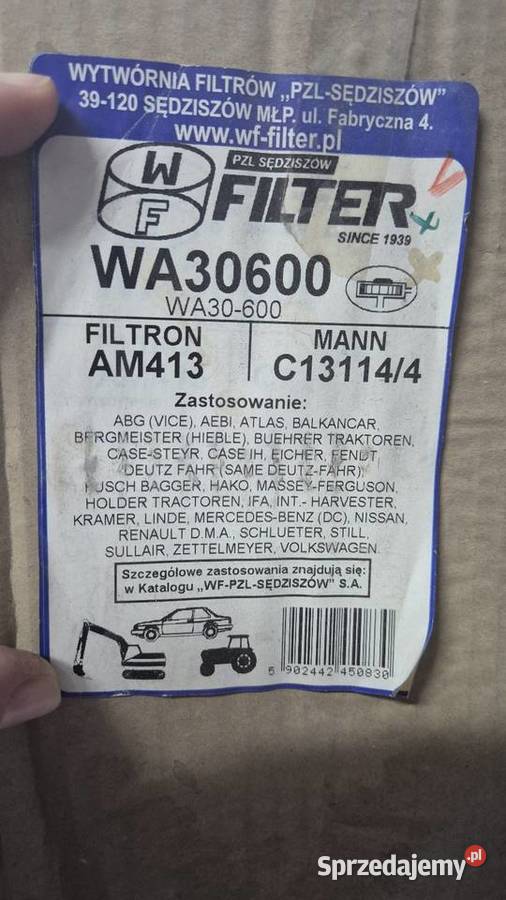 WYTWÓRNIA FILTRÓW „PZL-SĘDZISZÓW”
39-120 SĘDZISZÓW MŁP. ul. Fabryczna 4.
www.wf-filter.pl
W
F
PZL SĘDZISZÓW
FILTER
SINCE 1939
WA30600
WA30-600
FILTRON
AM413
MANN
C13114/4
Zastosowanie:
ABG (VICE), AEBI, ATLAS, BALKANCAR,
BERGMEISTER (HIEBLE), BUEHRER TRAKTOREN,
CASE-STEYR, CASE IH, EICHER, FENDT,
DEUTZ FAHR (SAME DEUTZ-FAHR),
FUSCH BAGGER, HAKO, MASSEY-FERGUSON,
HOLDER TRACTOREN, IFA, INT.- HARVESTER,
KRAMER, LINDE, MERCEDES-BENZ (DC), NISSAN,
RENAULT D.M.A., SCHLUETER, STILL,
SULLAIR, ZETTELMEYER, VOLKSWAGEN.
Szczegółowe zastosowania znajdują się:
w Katalogu „WF-PZL-SĘDZISZÓW” S.A.
5 902442 450830
Sprzedajemy.pl